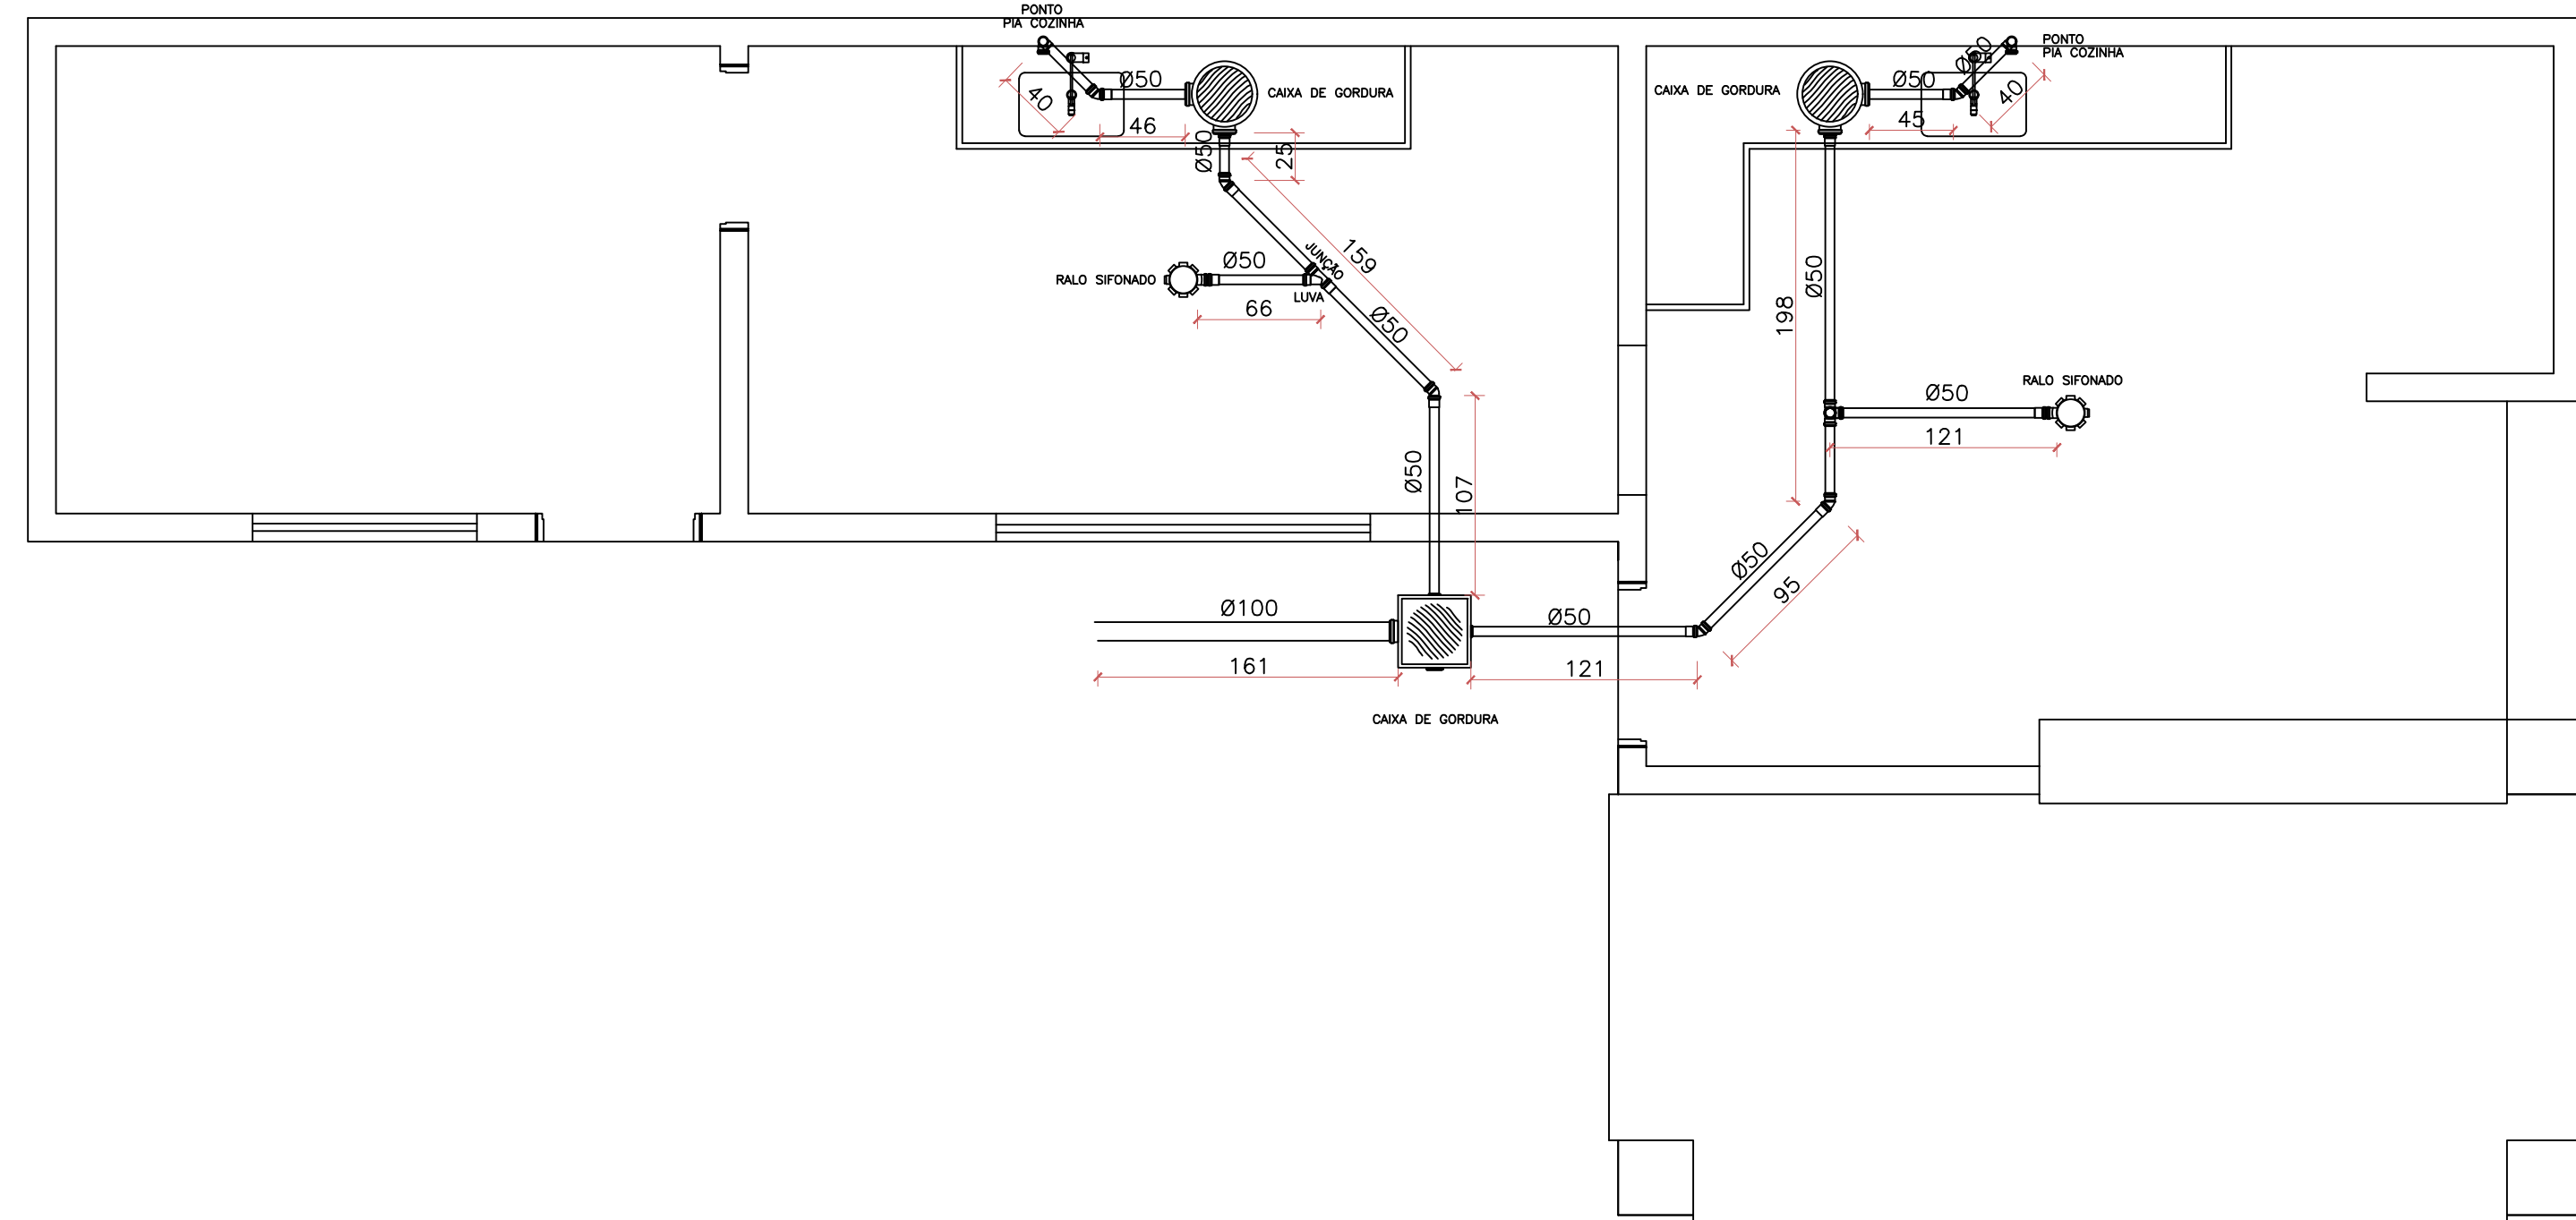 PONTO
PIA COZINHA
Ø50
40
46
CAIXA DE GORDURA
Ø50
25
159
JUNÇÃO
Ø50
RALO SIFONADO
LUVA
66
Ø50
Ø50
107
Ø100
161
CAIXA DE GORDURA
Ø50
121
CAIXA DE GORDURA
Ø50
Ø50
PONTO
PIA COZINHA
40
45
Ø50
198
RALO SIFONADO
Ø50
121
Ø50
95